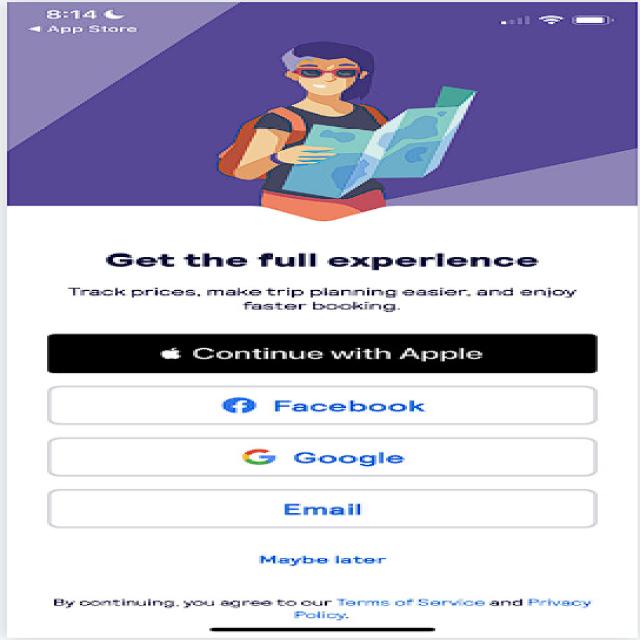 8:14
App Store
Get the full experience
Track prices, make trip planning easier, and enjoy
faster booking.
Continue with Apple
Facebook
Google
Email
Maybe later
By continuing, you agree to our Terms of Service and Privacy
Policy.